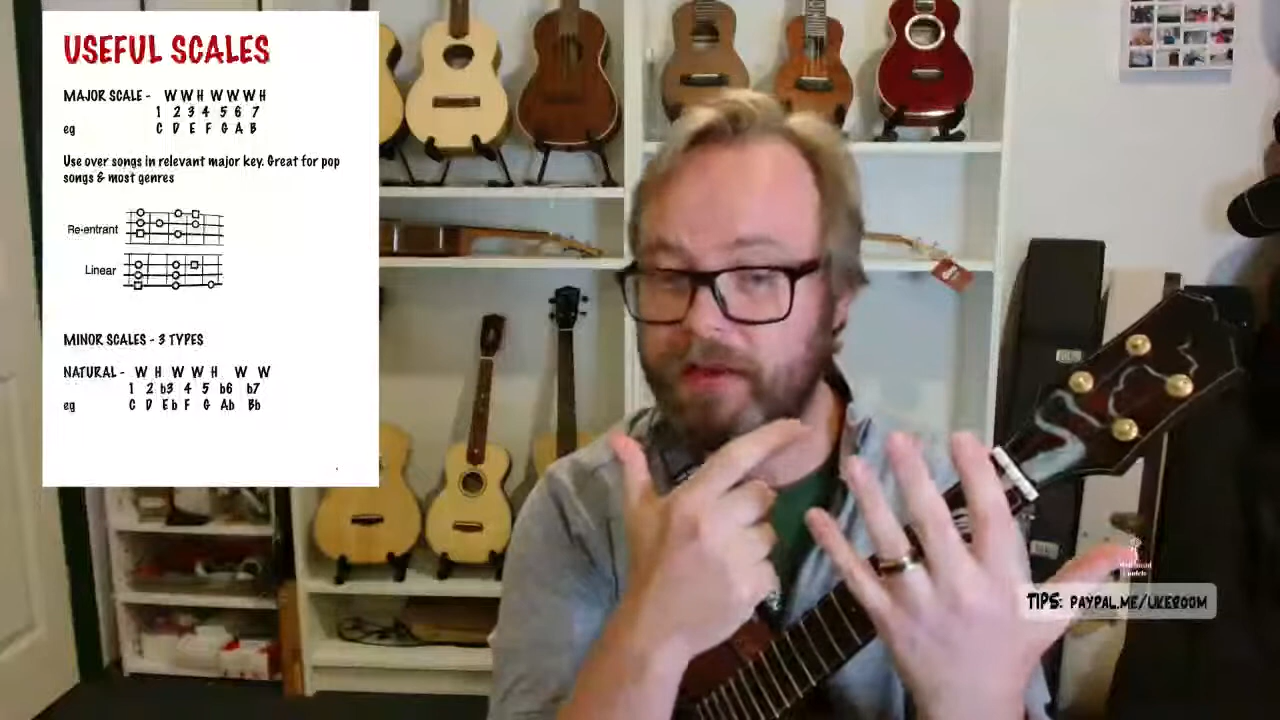 USEFUL SCALES
MAJOR SCALE - W W H W W W H
1 2 3 4 5 6 7
eg C D E F G A B
Use over songs in relevant major key. Great for pop
songs & most genres
Re-entrant
Linear
MINOR SCALES - 3 TYPES
NATURAL - W H W W H W W
1 2 b3 4 5 b6 b7
eg C D Eb F G Ab Bb
TIPS: PAYPAL.ME/UKEBOOM